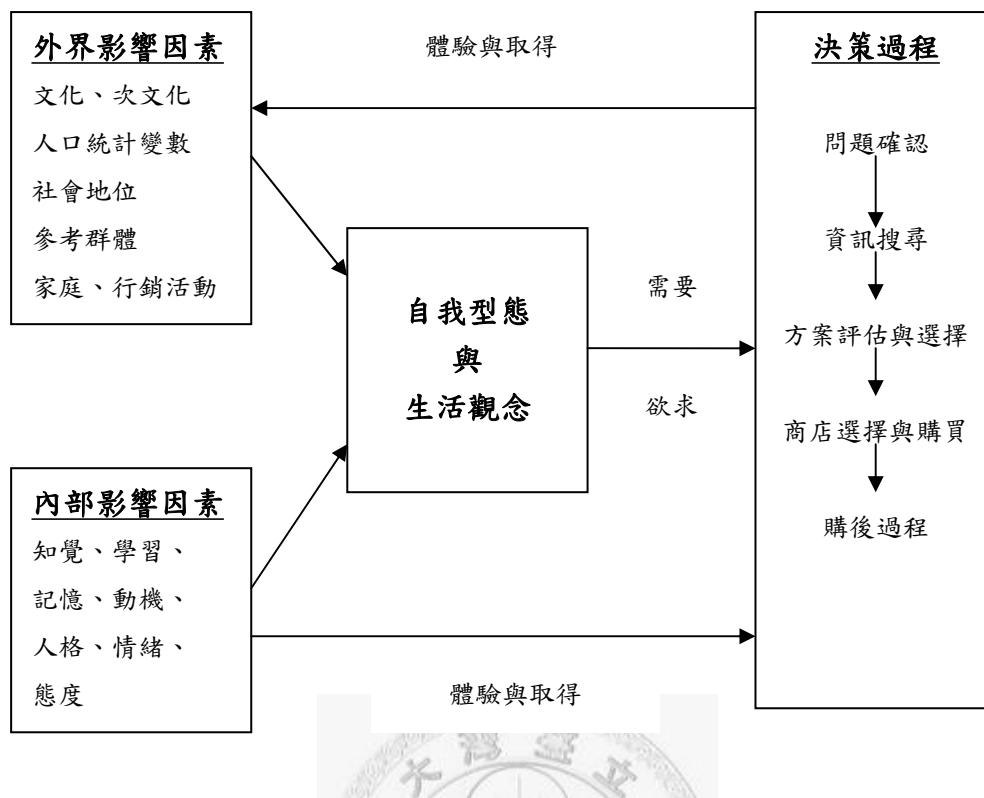 外界影響因素
文化、次文化
人口統計變數
社會地位
參考群體
家庭、行銷活動
體驗與取得
內部影響因素
知覺、學習、
記憶、動機、
人格、情緒、
態度
自我型態
與
生活觀念
需要
欲求
體驗與取得
決策過程
問題確認
資訊搜尋
方案評估與選擇
商店選擇與購買
購後過程
大灣臺立